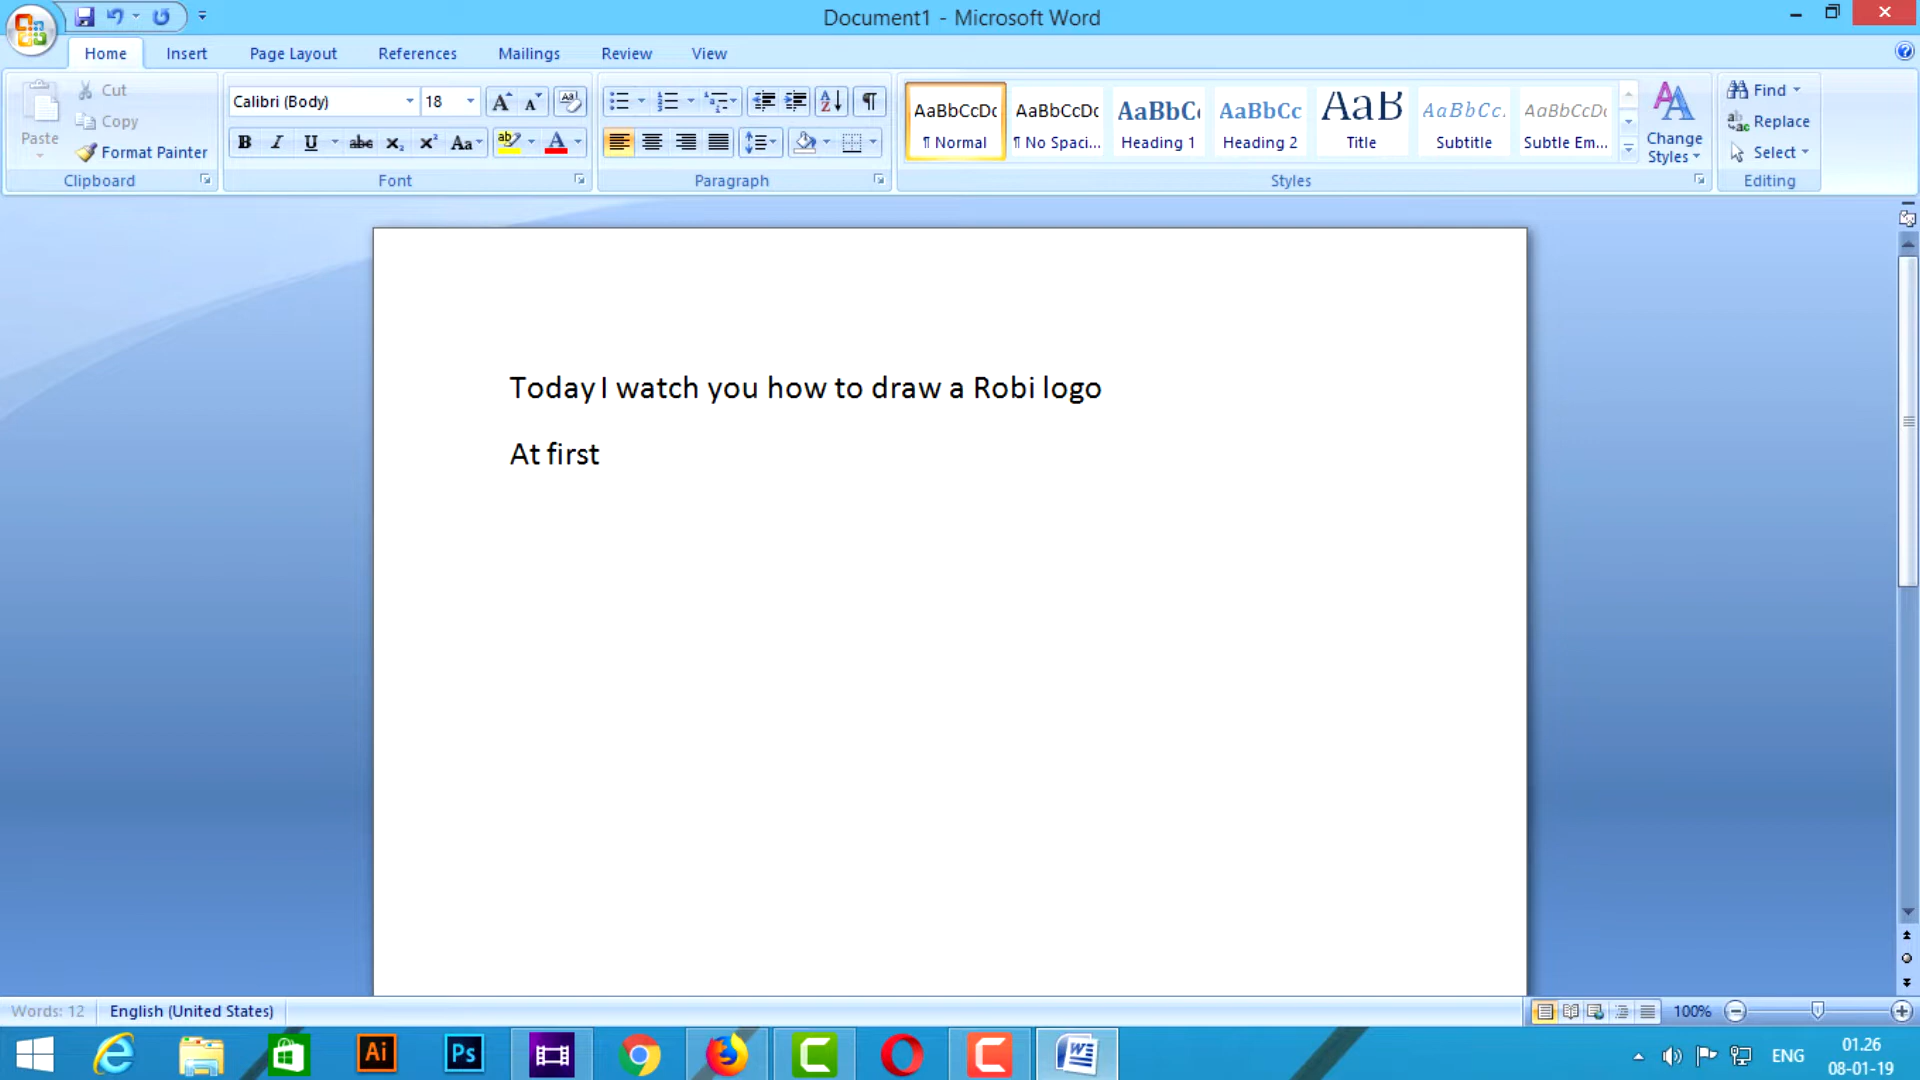 Document1 - Microsoft Word
Home Insert Page Layout References Mailings Review View
Paste
Cut
Copy
Format Painter
Clipboard
Calibri (Body) 18
Font
Paragraph
AaBbCcDc AaBbCcDc AaBbC AaBbCc AaB AaBbCc. AaBbCcDc
¶ Normal ¶ No Spaci... Heading 1 Heading 2 Title Subtitle Subtle Em...
Change Styles
Styles
Find
Replace
Select
Editing
Today I watch you how to draw a Robi logo
At first
Words: 12 English (United States) 100%
Ai Ps ENG 01.26
08-01-19